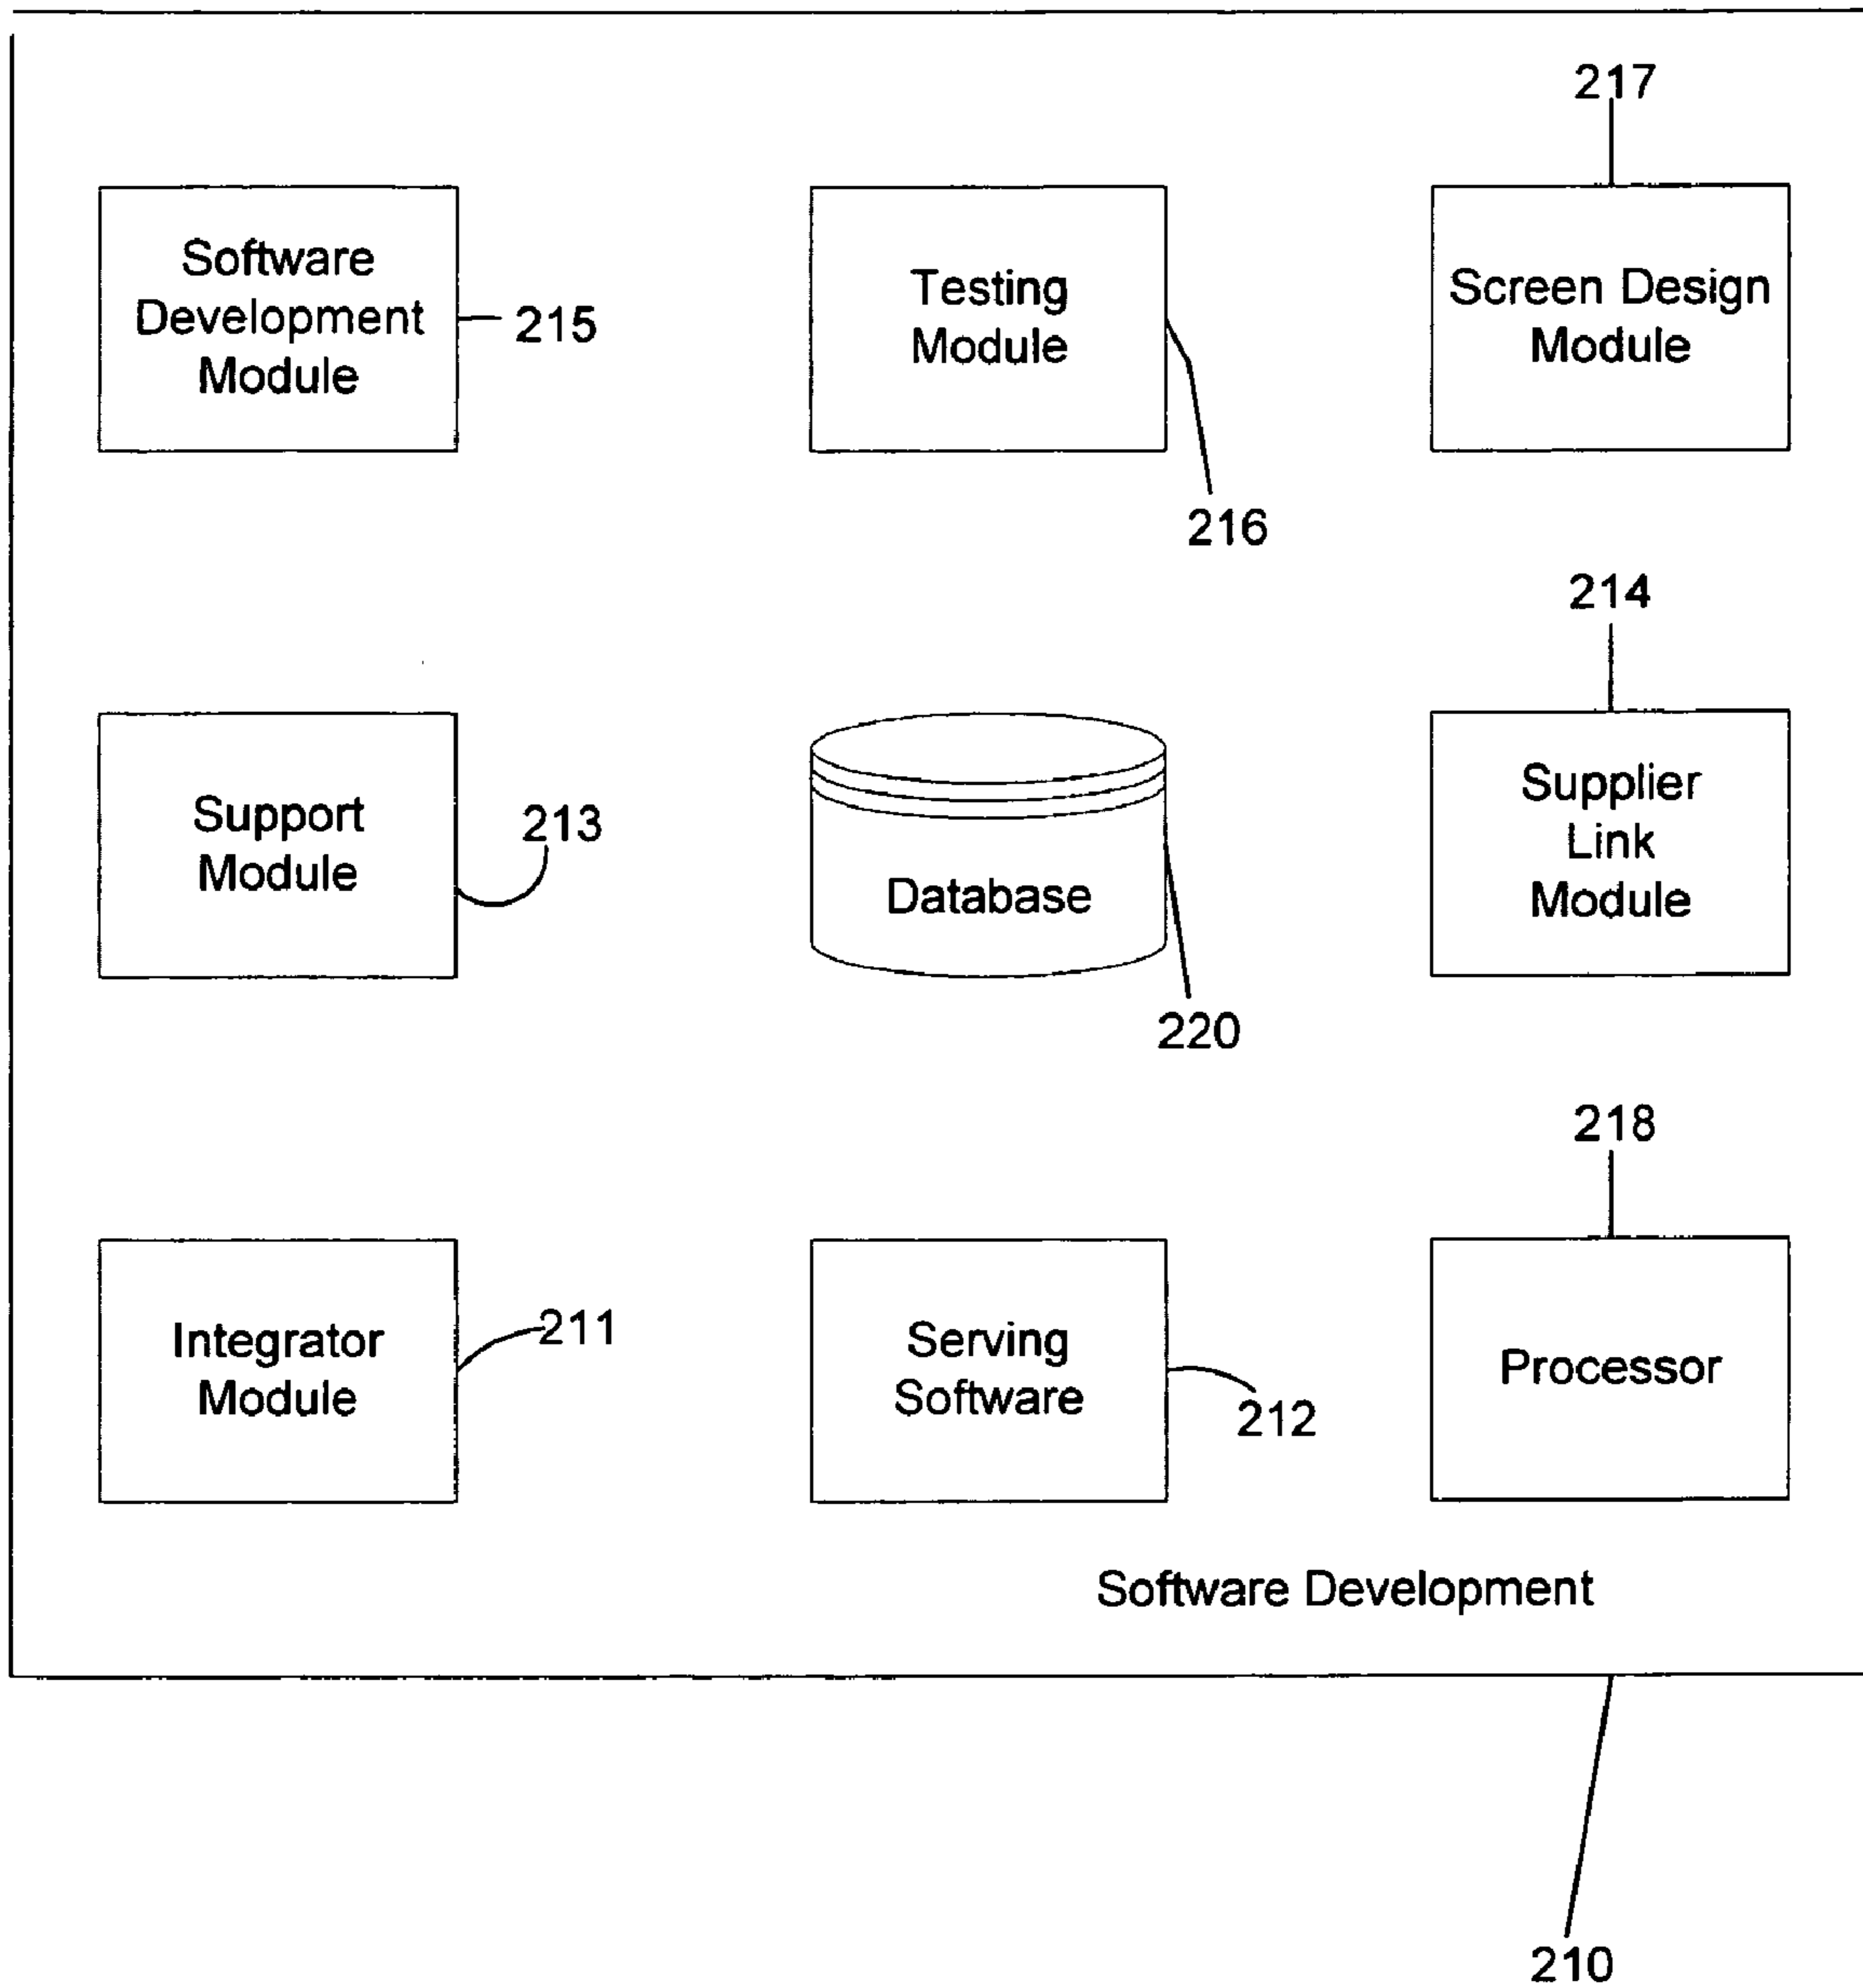 217
Software
Development
Module
215
Testing
Module
216
Screen Design
Module
214
Support
Module
213
Database
220
Supplier
Link
Module
218
Integrator
Module
211
Serving
Software
212
Processor
Software Development
210